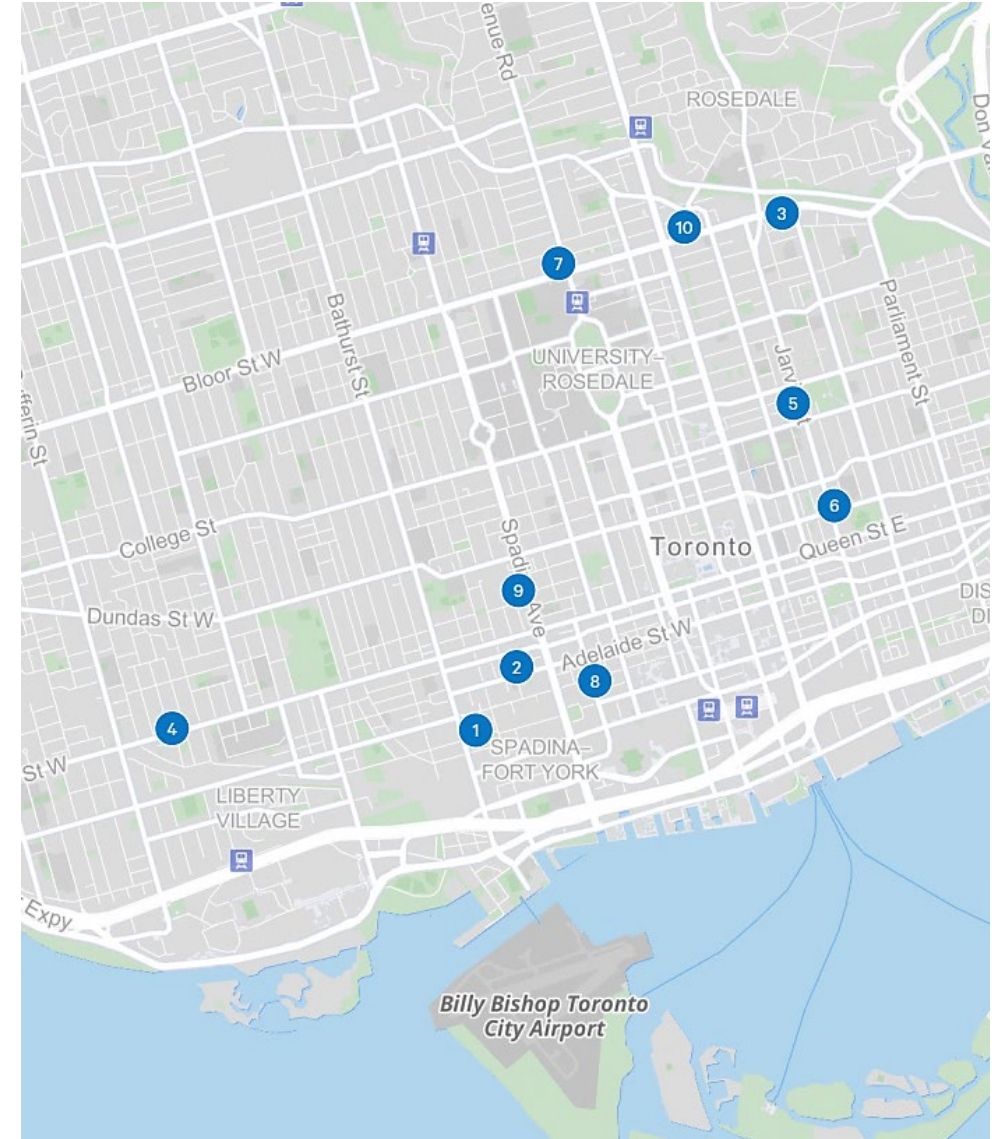 enue Rd
ROSEDALE
Don Va
3
10
7
Parliament St
Bathurst St
UNIVERSITY–
ROSEDALE
Bloor St W
Jarvi
t
5
fferin St
6
College St
Spadi
Ave
Toronto
Queen St E
9
DIS
DI
Dundas St W
Adelaide St W
2
8
4
1
SPADINA–
FORT YORK
St W
LIBERTY
VILLAGE
Expy
Billy Bishop Toronto
City Airport